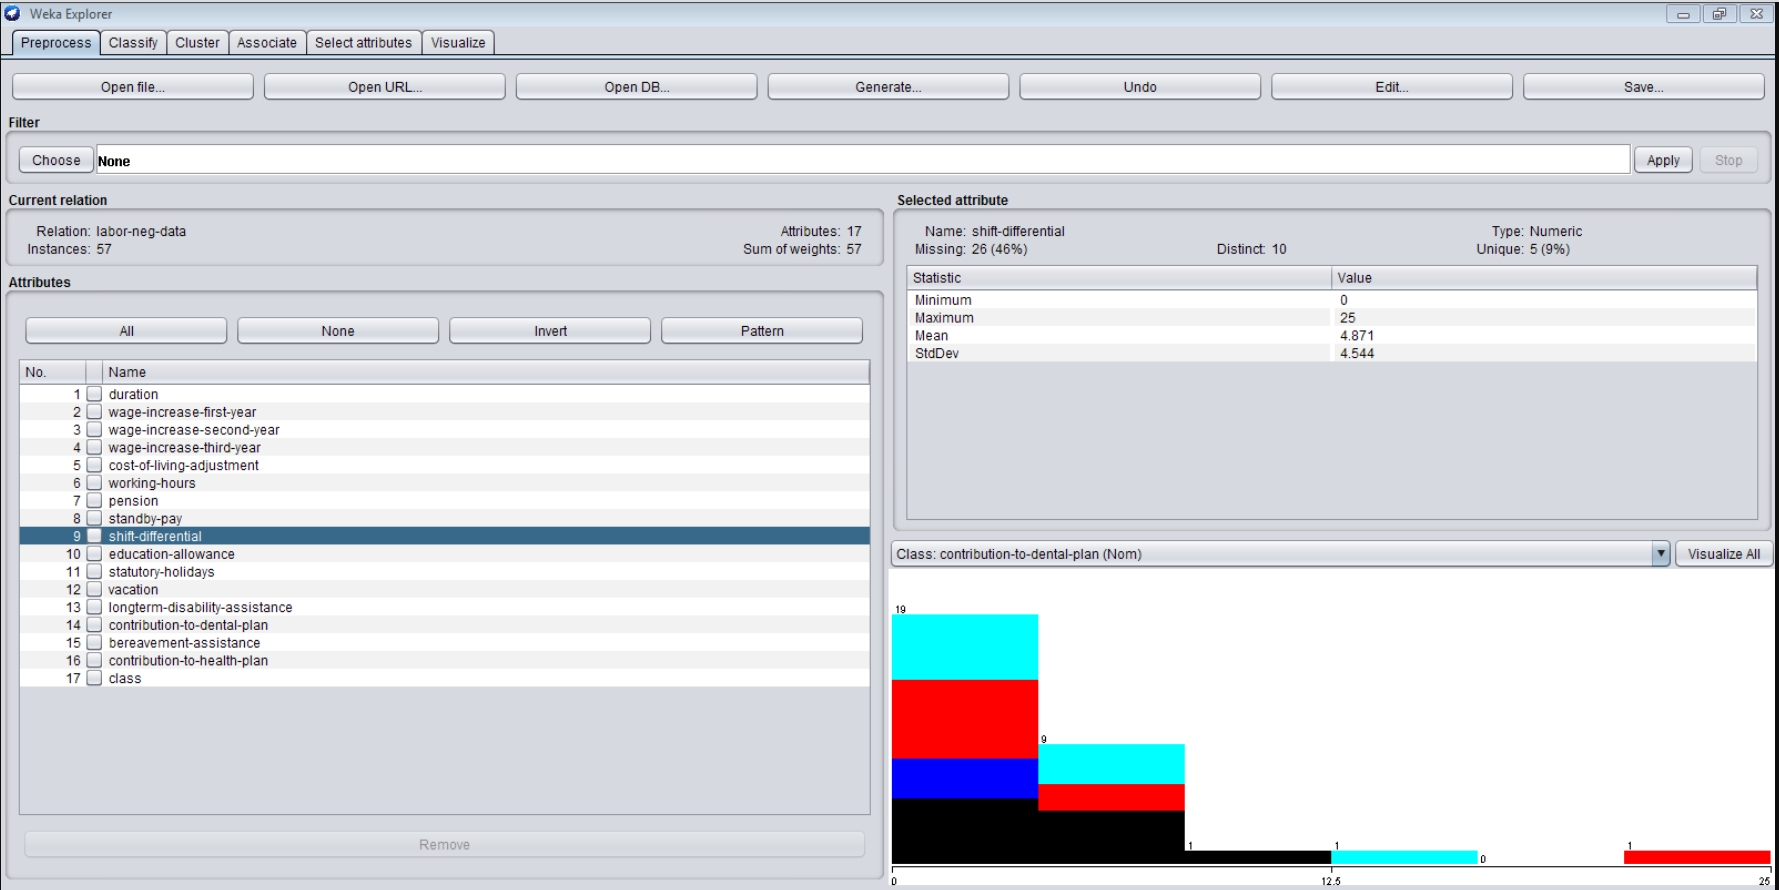 Weka Explorer
Preprocess Classify Cluster Associate Select attributes Visualize
Open file... Open URL... Open DB... Generate... Undo Edit... Save...
Filter
Choose None Apply Stop
Current relation
Relation: labor-neg-data Attributes: 17
Instances: 57 Sum of weights: 57
Attributes
All None Invert Pattern
No. Name
1 duration
2 wage-increase-first-year
3 wage-increase-second-year
4 wage-increase-third-year
5 cost-of-living-adjustment
6 working-hours
7 pension
8 standby-pay
9 shift-differential
10 education-allowance
11 statutory-holidays
12 vacation
13 longterm-disability-assistance
14 contribution-to-dental-plan
15 bereavement-assistance
16 contribution-to-health-plan
17 class
Remove
Selected attribute
Name: shift-differential Type: Numeric
Missing: 26 (46%) Distinct: 10 Unique: 5 (9%)
Statistic Value
Minimum 0
Maximum 25
Mean 4.871
StdDev 4.544
Class: contribution-to-dental-plan (Nom) Visualize All
19
9
1 1 0 1
0 12.5 25